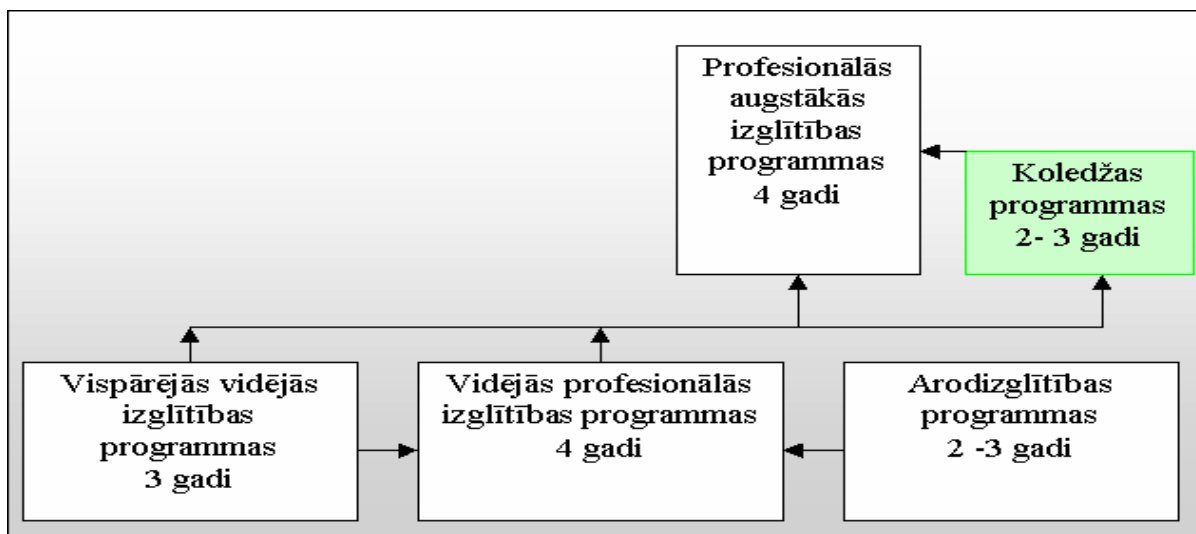 Profesionālās
augstākās
izglītības
programmas
4 gadi
Koledžas
programmas
2- 3 gadi
Vispārējās vidējās
izglītības
programmas
3 gadi
Vidējās profesionālās
izglītības programmas
4 gadi
Arodizglītības
programmas
2 -3 gadi